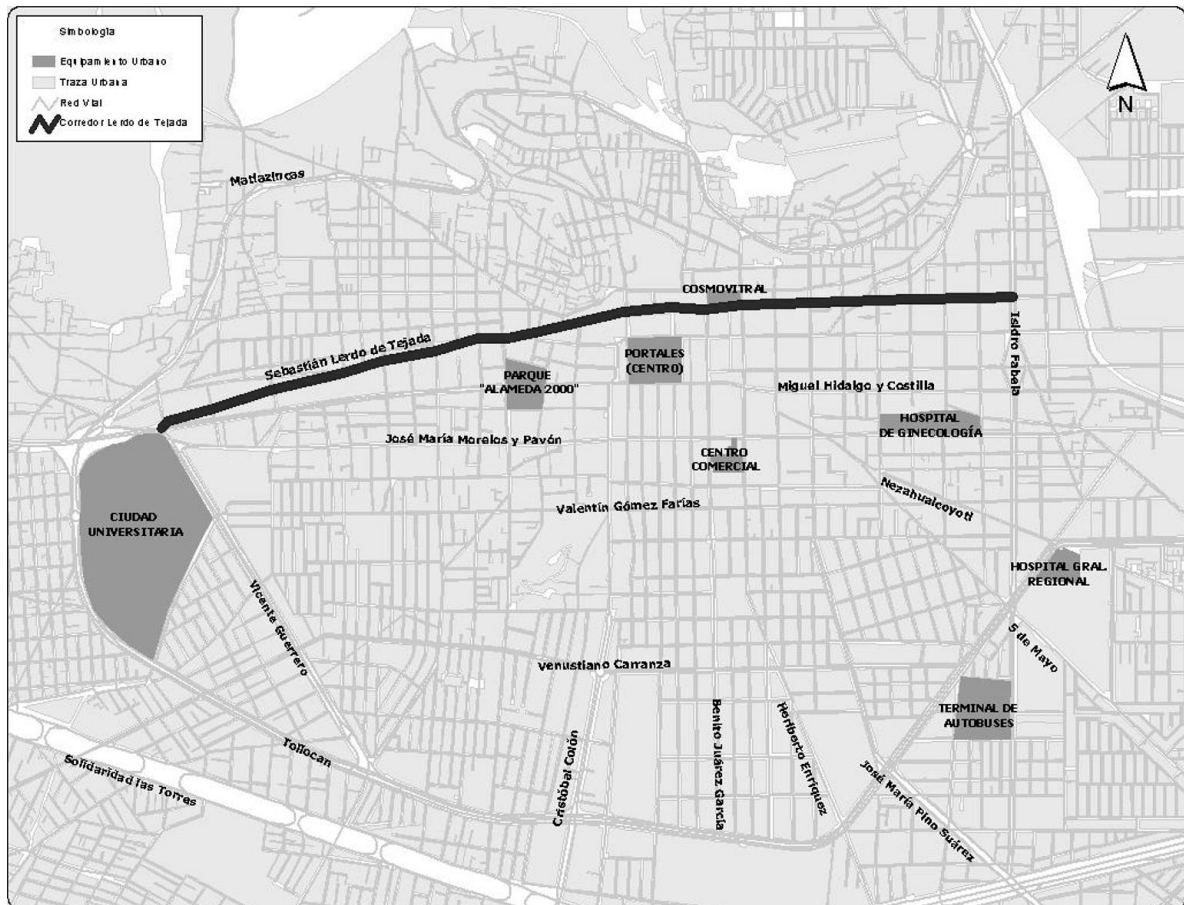 Simbología
Equipamiento Urbano
Traza Urbana
Red Vial
Corredor Lerdo de Tejada
N
Matlazincas
COSMOVITRAL
Isidro Fabela
Sebastián Lerdo de Tejada
PORTALES
(CENTRO)
PARQUE
"ALAMEDA 2000"
Miguel Hidalgo y Costilla
HOSPITAL
DE GINECOLOGÍA
José María Morelos y Pavón
CENTRO
COMERCIAL
Nezahualcoyotl
Valentín Gómez Farías
CIUDAD
UNIVERSITARIA
HOSPITAL GRAL.
REGIONAL
Vicente Guerrero
5 de Mayo
Venustiano Carranza
TERMINAL DE
AUTOBUSES
Benito Juárez García
Heriberto Enríquez
Cristóbal Colón
Tollocan
Solidaridad las Torres
José María Pino Suárez